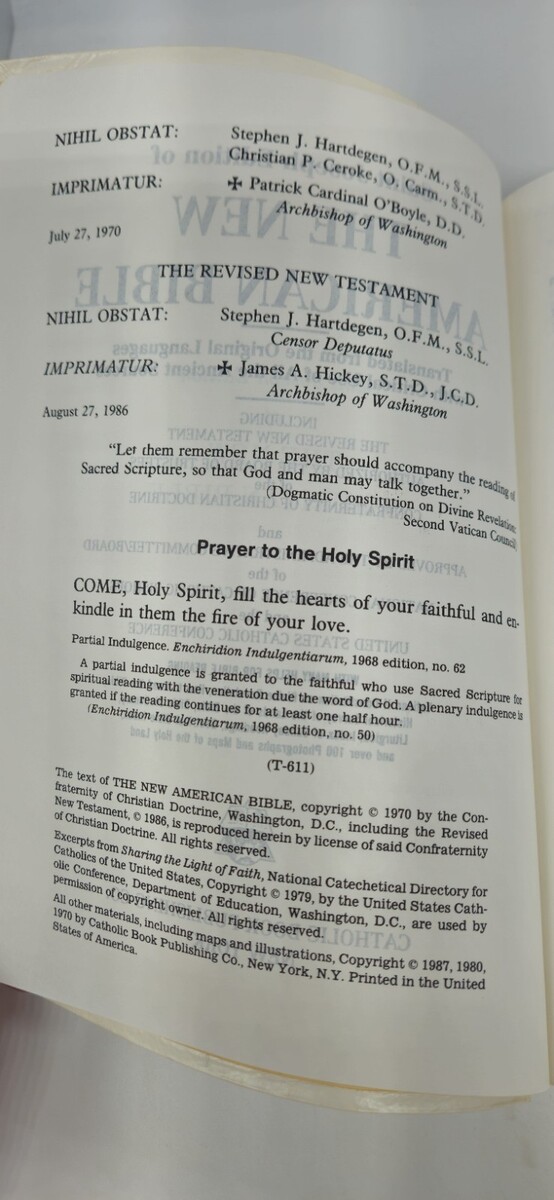 NIHIL OBSTAT: Stephen J. Hartdegen, O.F.M., S.S.L.
Christian P. Ceroke, O. Carm., S.T.D.
IMPRIMATUR: ✠ Patrick Cardinal O'Boyle, D.D.
Archbishop of Washington
July 27, 1970
THE REVISED NEW TESTAMENT
NIHIL OBSTAT: Stephen J. Hartdegen, O.F.M., S.S.L.
Censor Deputatus
IMPRIMATUR: ✠ James A. Hickey, S.T.D., J.C.D.
Archbishop of Washington
August 27, 1986
“Let them remember that prayer should accompany the reading of
Sacred Scripture, so that God and man may talk together.”
(Dogmatic Constitution on Divine Revelation
Second Vatican Council
Prayer to the Holy Spirit
COME, Holy Spirit, fill the hearts of your faithful and en-
kindle in them the fire of your love.
Partial Indulgence. Enchiridion Indulgentiarum, 1968 edition, no. 62
A partial indulgence is granted to the faithful who use Sacred Scripture for
spiritual reading with the veneration due the word of God. A plenary indulgence is
granted if the reading continues for at least one half hour.
(Enchiridion Indulgentiarum, 1968 edition, no. 50)
(T-611)
The text of THE NEW AMERICAN BIBLE, copyright © 1970 by the Con-
fraternity of Christian Doctrine, Washington, D.C., including the Revised
New Testament, © 1986, is reproduced herein by license of said Confraternity
of Christian Doctrine. All rights reserved.
Excerpts from Sharing the Light of Faith, National Catechetical Directory for
Catholics of the United States, Copyright © 1979, by the United States Cath-
olic Conference, Department of Education, Washington, D.C., are used by
permission of copyright owner. All rights reserved.
All other materials, including maps and illustrations, Copyright © 1987, 1980,
1970 by Catholic Book Publishing Co., New York, N.Y. Printed in the United
States of America.